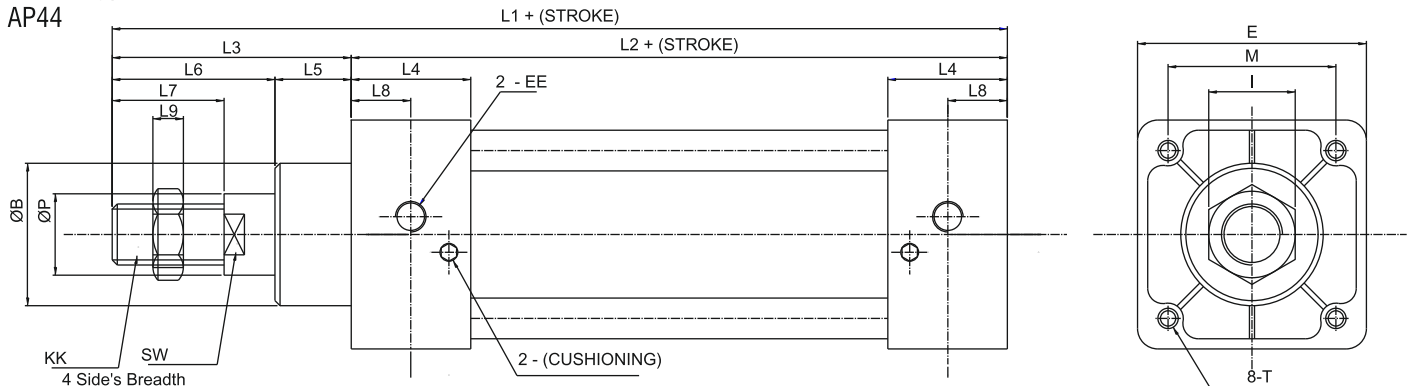 AP44
L1 + (STROKE)
L3
L2 + (STROKE)
E
L6
L5
L4
L4
M
L7
L8
2 - EE
L8
I
L9
ØB
ØP
KK
SW
2 - (CUSHIONING)
4 Side's Breadth
8-T